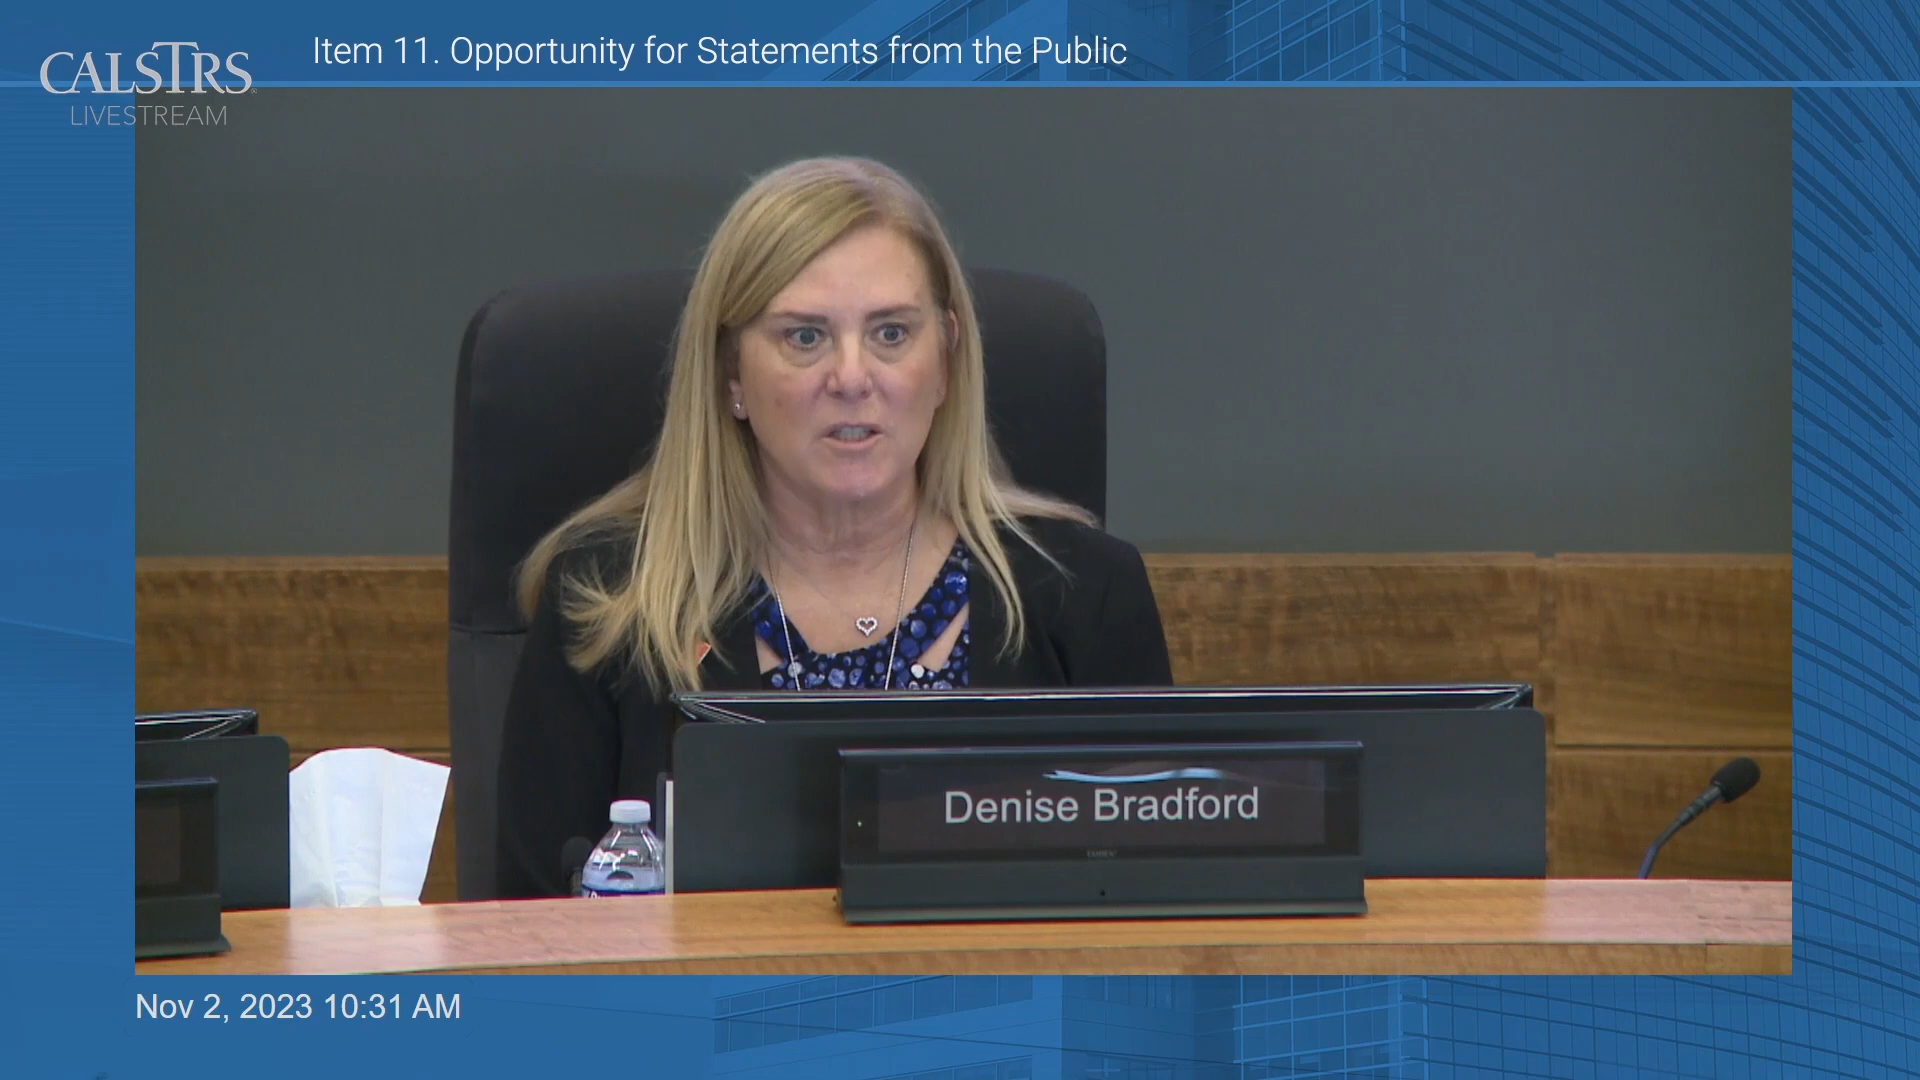 Item 11. Opportunity for Statements from the Public
CALSTRS
LIVESTREAM
Denise Bradford
Nov 2, 2023 10:31 AM